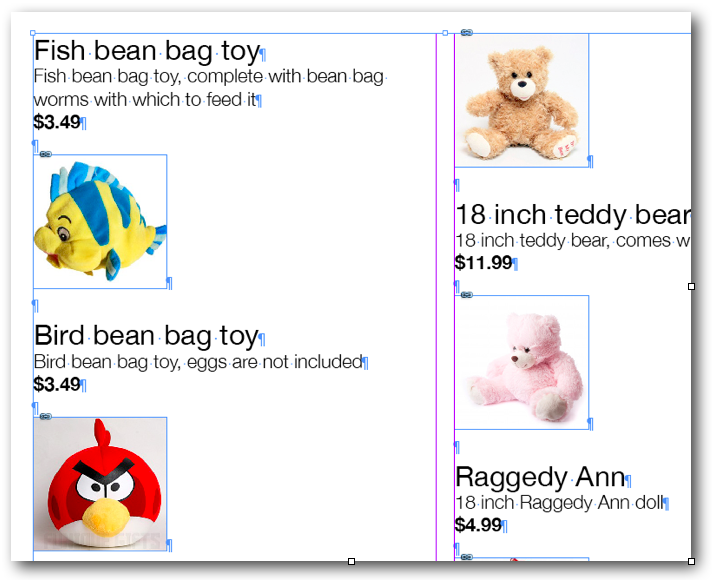 Fish bean bag toy
Fish bean bag toy, complete with bean bag
worms with which to feed it
$3.49
Bird bean bag toy
Bird bean bag toy, eggs are not included
$3.49
18 inch teddy bear
18 inch teddy bear, comes w
$11.99
Raggedy Ann
18 inch Raggedy Ann doll
$4.99